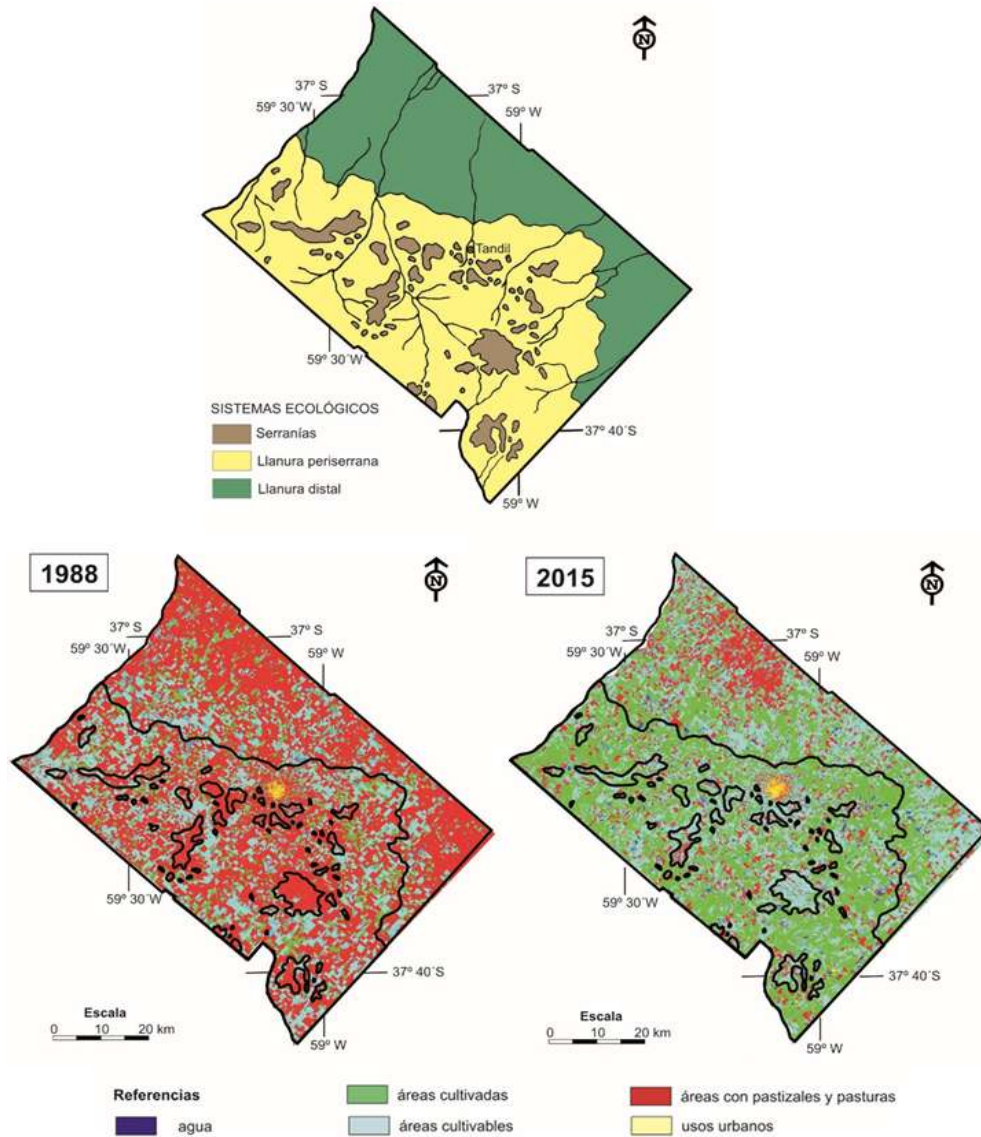 N
37º S
37º S
59º 30´W
59º W
Tandil
59º 30´W
SISTEMAS ECOLÓGICOS
Serranías
Llanura periserrana
Llanura distal
37º 40´S
59º W
1988
N
37º S
37º S
59º 30´W
59º W
59º 30´W
37º 40´S
Escala
0 10 20 km
59º W
2015
N
37º S
37º S
59º 30´W
59º W
59º 30´W
37º 40´S
Escala
0 10 20 km
59º W
Referencias
agua
áreas cultivadas
áreas cultivables
áreas con pastizales y pasturas
usos urbanos